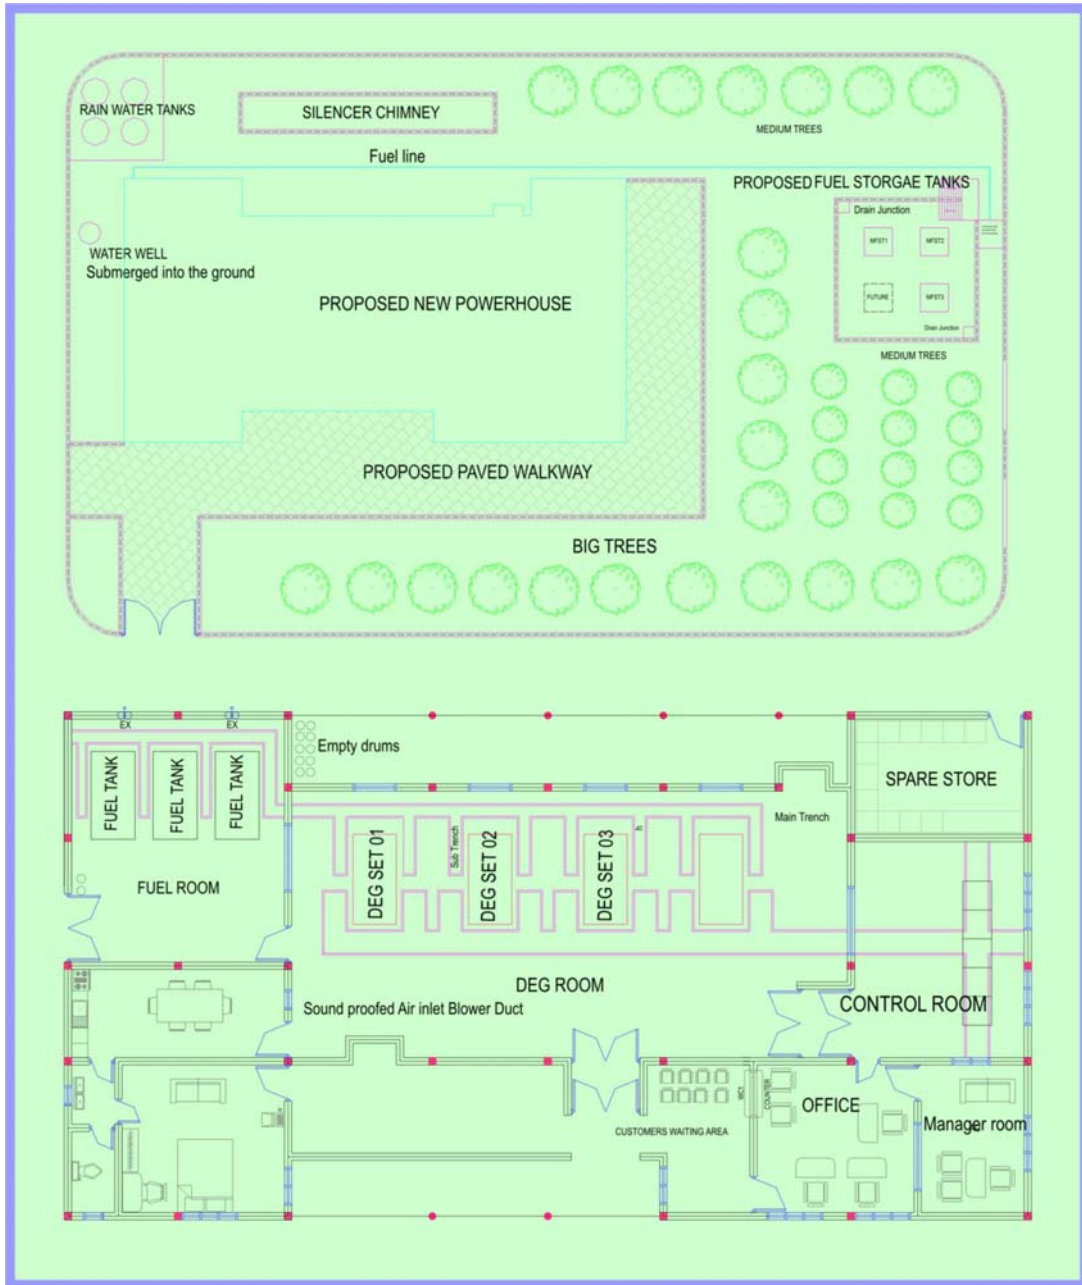 RAIN WATER TANKS
SILENCER CHIMNEY
MEDIUM TREES
Fuel line
PROPOSED FUEL STORGAE TANKS
Drain Junction
MFST1
MFST2
WATER WELL
Submerged into the ground
PROPOSED NEW POWERHOUSE
FUTURE
MFST3
Drain Junction
MEDIUM TREES
PROPOSED PAVED WALKWAY
BIG TREES
EX
EX
Empty drums
FUEL TANK
FUEL TANK
FUEL TANK
SPARE STORE
Main Trench
Sub Trench
DEG SET 01
DEG SET 02
DEG SET 03
FUEL ROOM
DEG ROOM
Sound proofed Air inlet Blower Duct
CONTROL ROOM
COUNTER
OFFICE
Manager room
CUSTOMERS WAITING AREA